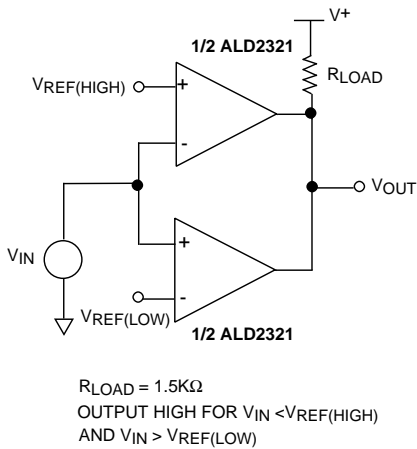 V+
1/2 ALD2321
RLOAD
VREF(HIGH)
+
-
VOUT
VIN
+
-
VREF(LOW)
1/2 ALD2321
RLOAD = 1.5KΩ
OUTPUT HIGH FOR VIN <VREF(HIGH)
AND VIN > VREF(LOW)